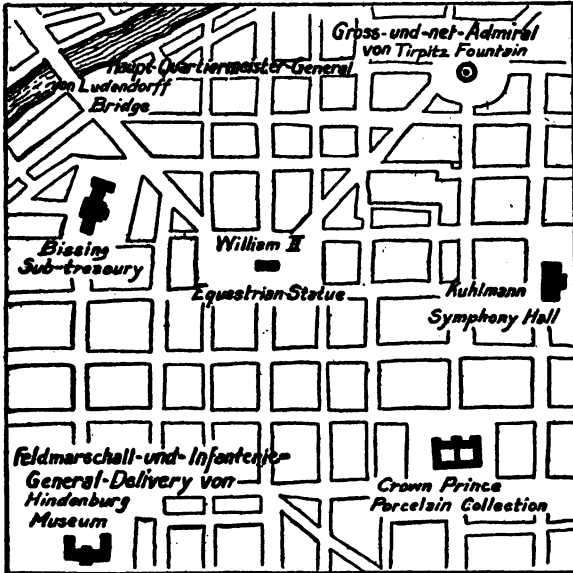 Gross-und-net-Admiral
von Tirpitz Fountain
Haupt Quartiermeister-General
von Ludendorff
Bridge
Bissing
Sub-treasury
William II
Equestrian Statue
Kuhlmann
Symphony Hall
Feldmarschall-und-Infanterie-
General-Delivery von
Hindenburg
Museum
Crown Prince
Porcelain Collection